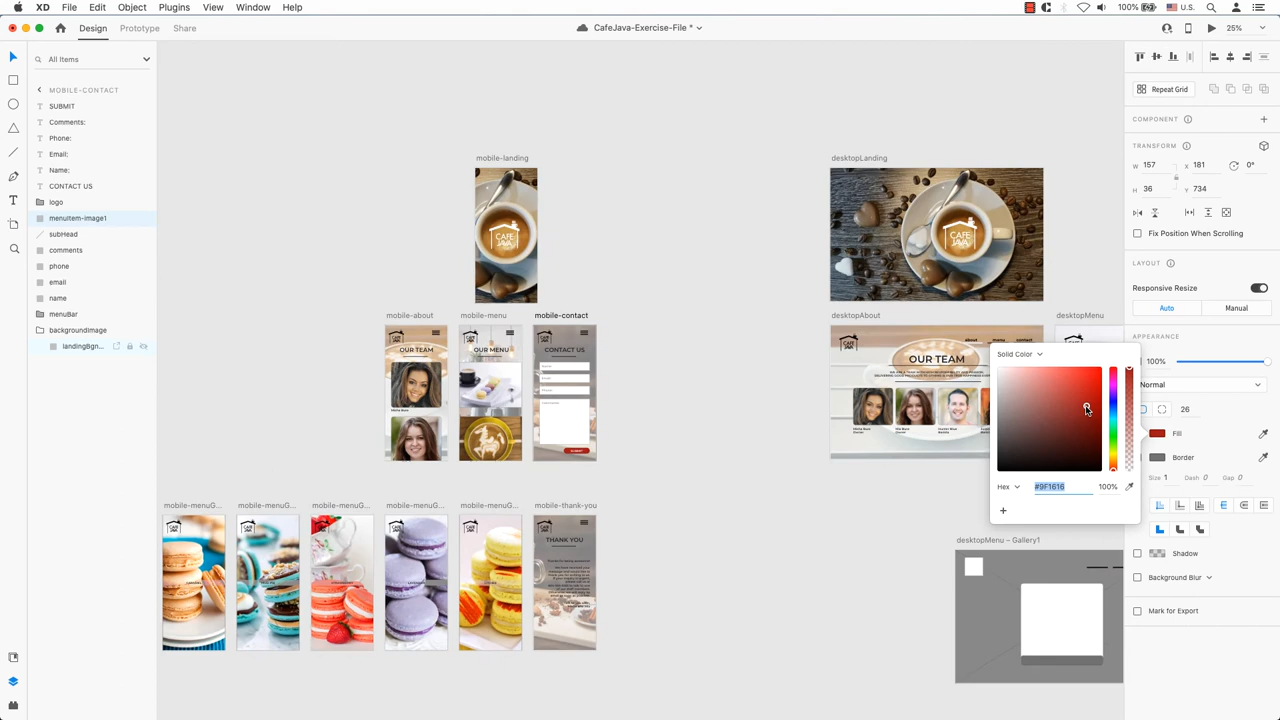 XD File Edit Object Plugins View Window Help
100% U.S.
Design Prototype Share
CafeJava-Exercise-File *
25%
All Items
MOBILE-CONTACT
SUBMIT
Comments:
Phone:
Email:
Name:
CONTACT US
logo
menuItem-image1
subHead
comments
phone
email
name
menuBar
backgroundImage
landingBgn...
mobile-landing
CAFE
JAVA
desktopLanding
CAFE
JAVA
mobile-about
mobile-menu
mobile-contact
OUR TEAM
OUR MENU
CONTACT US
SUBMIT
desktopAbout
desktopMenu
about menu contact
OUR TEAM
mobile-menuG...
mobile-menuG...
mobile-menuG...
mobile-menuG...
mobile-menuG...
mobile-thank-you
THANK YOU
desktopMenu – Gallery1
Solid Color
Hex #9F1616 100%
+
Repeat Grid
COMPONENT
TRANSFORM
W 157 X 181 0°
H 36 Y 734
Fix Position When Scrolling
LAYOUT
Responsive Resize
Auto Manual
APPEARANCE
100%
Normal
26
Fill
Border
Size 1 Dash 0 Gap 0
Shadow
Background Blur
Mark for Export